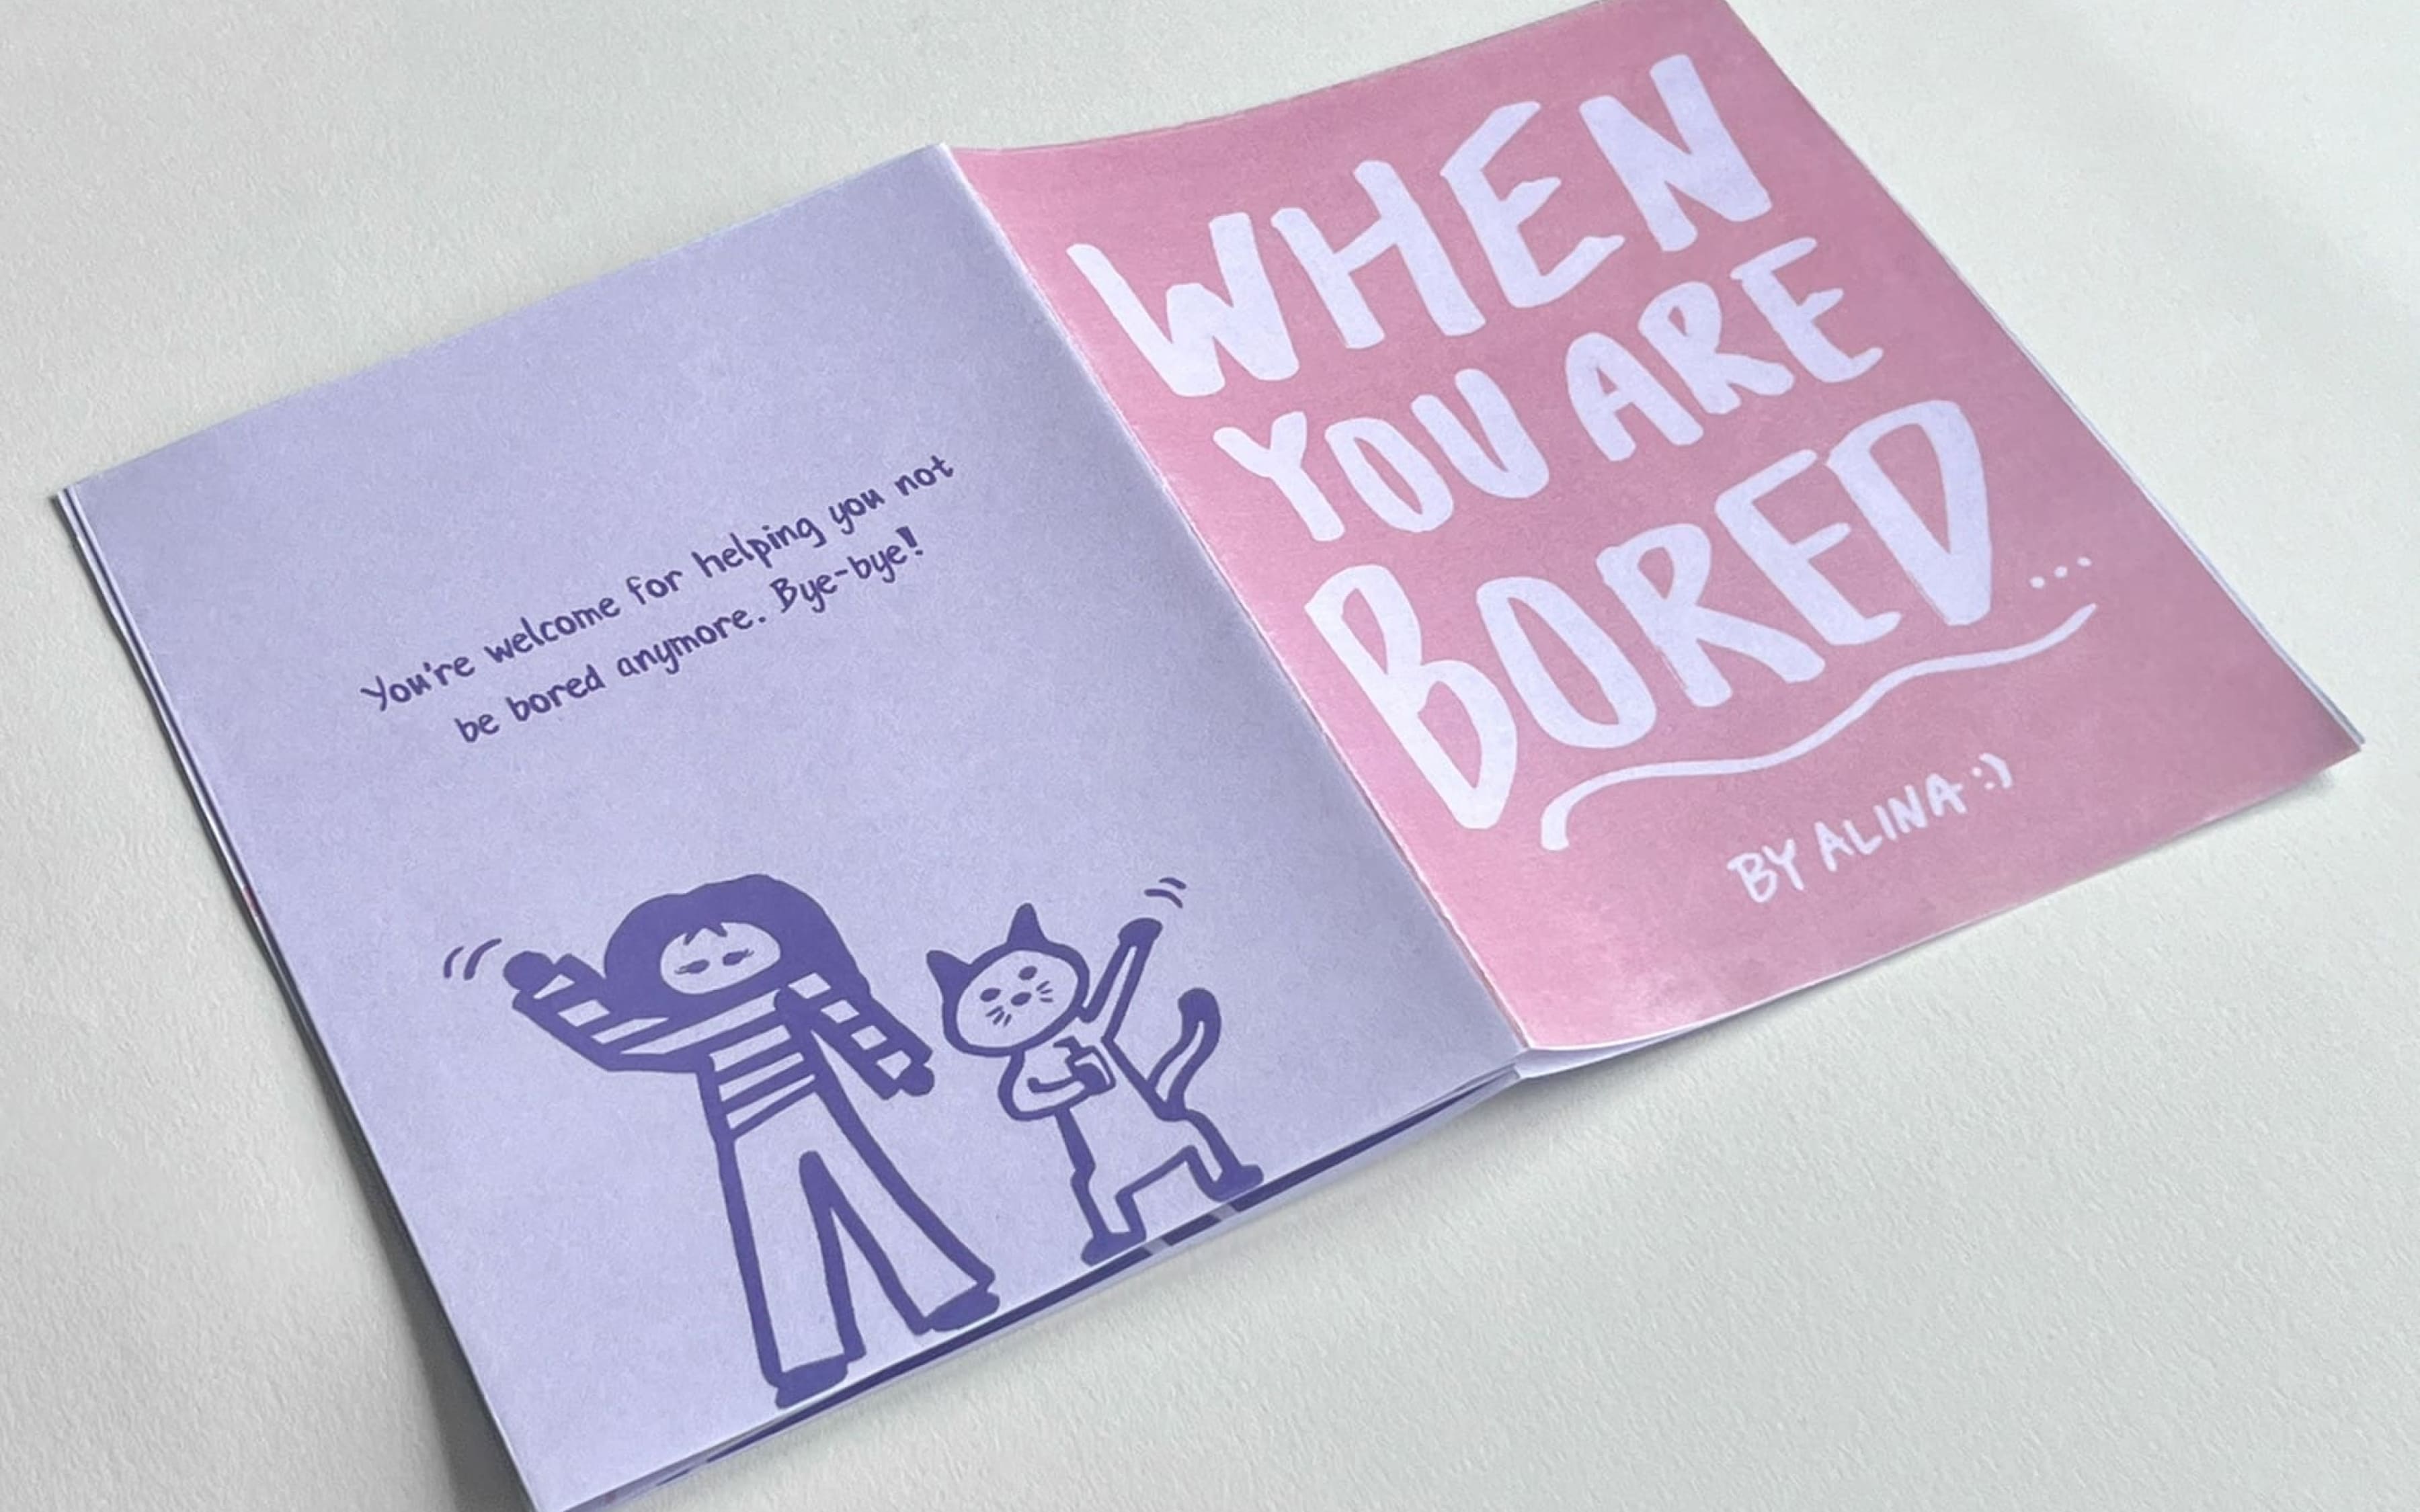 You're welcome for helping you not
be bored anymore. Bye-bye!
WHEN
YOU ARE
BORED...
BY ALINA :)